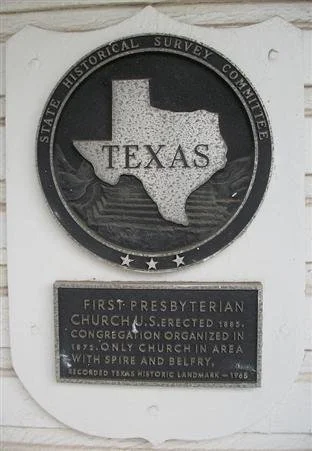 STATE HISTORICAL SURVEY COMMITTEE
TEXAS
FIRST PRESBYTERIAN
CHURCH U.S. ERECTED 1885.
CONGREGATION ORGANIZED IN
1872. ONLY CHURCH IN AREA
WITH SPIRE AND BELFRY.
RECORDED TEXAS HISTORIC LANDMARK — 1965